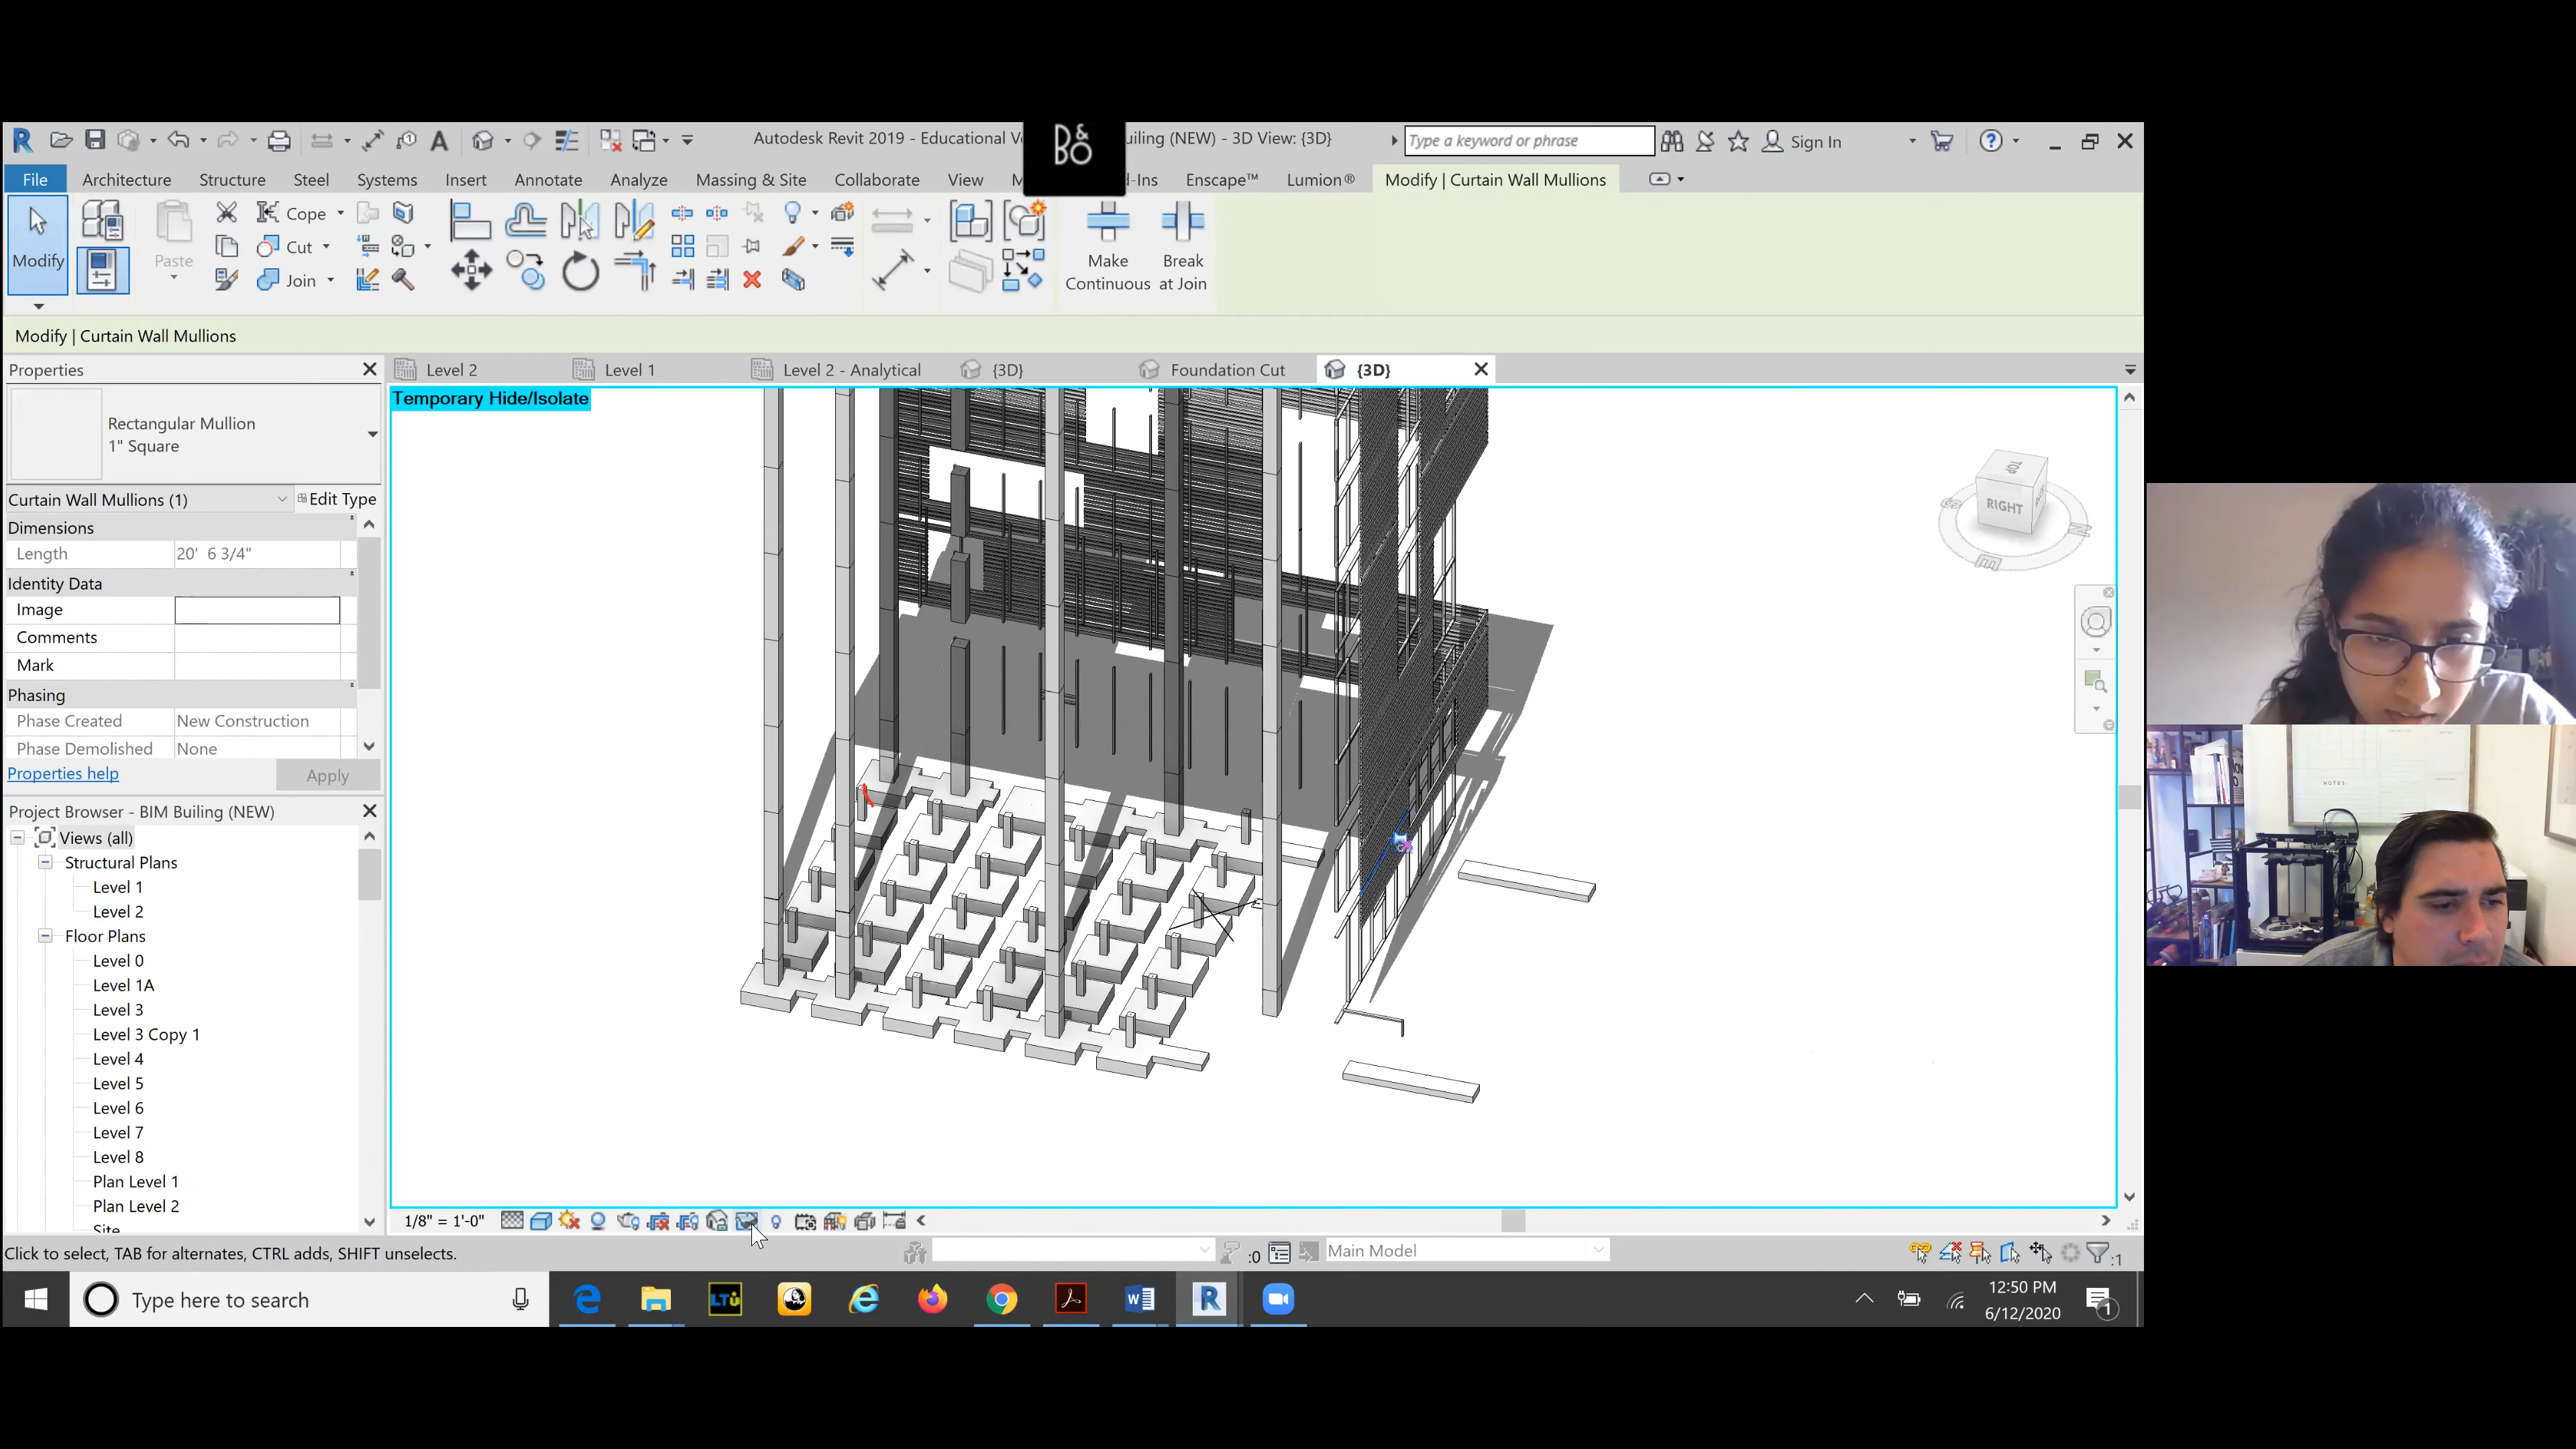 B&O
Autodesk Revit 2019 - Educational Ve
uiling (NEW) - 3D View: {3D}
Type a keyword or phrase
Sign In
File
Architecture
Structure
Steel
Systems
Insert
Annotate
Analyze
Massing & Site
Collaborate
View
M
d-Ins
Enscape™
Lumion®
Modify | Curtain Wall Mullions
Modify
Paste
Cope
Cut
Join
Make
Continuous
Break
at Join
Modify | Curtain Wall Mullions
Properties
Level 2
Level 1
Level 2 - Analytical
{3D}
Foundation Cut
{3D}
Temporary Hide/Isolate
Rectangular Mullion
1" Square
Curtain Wall Mullions (1)
Edit Type
Dimensions
Length 20' 6 3/4"
Identity Data
Image
Comments
Mark
Phasing
Phase Created New Construction
Phase Demolished None
Properties help
Apply
TOP
RIGHT
Project Browser - BIM Builing (NEW)
Views (all)
Structural Plans
Level 1
Level 2
Floor Plans
Level 0
Level 1A
Level 3
Level 3 Copy 1
Level 4
Level 5
Level 6
Level 7
Level 8
Plan Level 1
Plan Level 2
Site
NOTES
1/8" = 1'-0"
Click to select, TAB for alternates, CTRL adds, SHIFT unselects.
:0
Main Model
:1
Type here to search
LTU
12:50 PM
6/12/2020
1